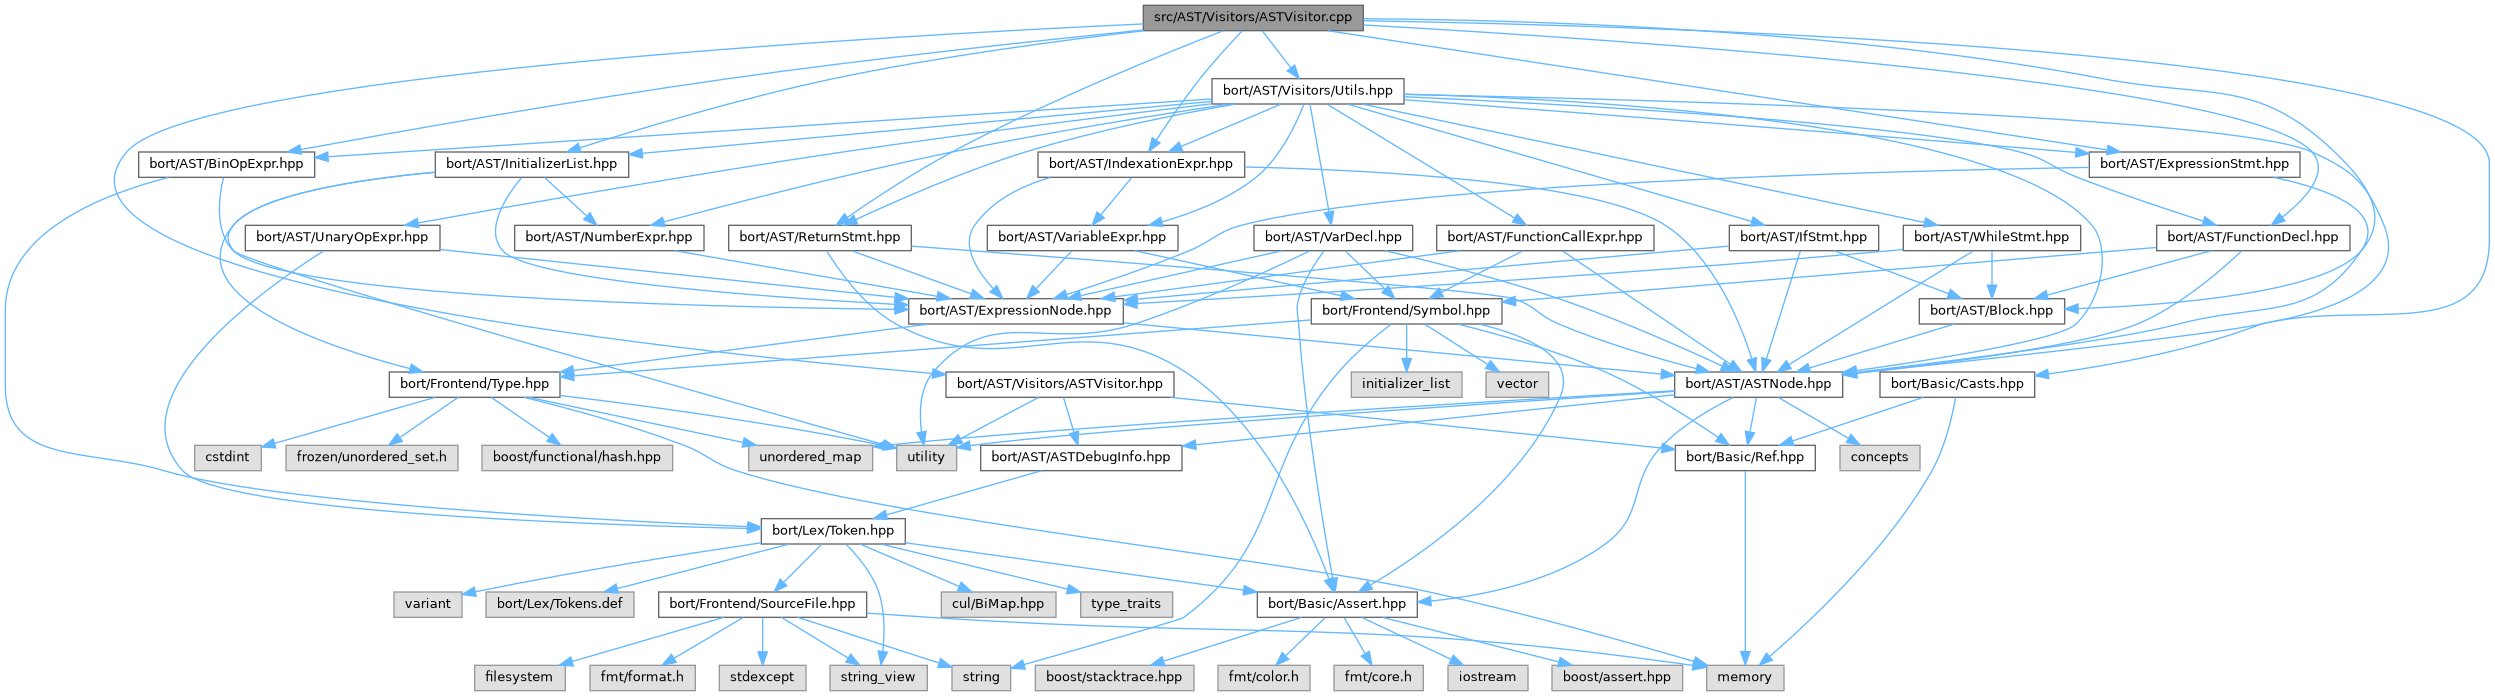 src/AST/Visitors/ASTVisitor.cpp
bort/AST/Visitors/Utils.hpp
bort/AST/BinOpExpr.hpp
bort/AST/InitializerList.hpp
bort/AST/IndexationExpr.hpp
bort/AST/ExpressionStmt.hpp
bort/AST/UnaryOpExpr.hpp
bort/AST/NumberExpr.hpp
bort/AST/ReturnStmt.hpp
bort/AST/VariableExpr.hpp
bort/AST/VarDecl.hpp
bort/AST/FunctionCallExpr.hpp
bort/AST/IfStmt.hpp
bort/AST/WhileStmt.hpp
bort/AST/FunctionDecl.hpp
bort/AST/ExpressionNode.hpp
bort/Frontend/Symbol.hpp
bort/AST/Block.hpp
bort/Frontend/Type.hpp
bort/AST/Visitors/ASTVisitor.hpp
initializer_list
vector
bort/AST/ASTNode.hpp
bort/Basic/Casts.hpp
cstdint
frozen/unordered_set.h
boost/functional/hash.hpp
unordered_map
utility
bort/AST/ASTDebugInfo.hpp
bort/Basic/Ref.hpp
concepts
bort/Lex/Token.hpp
variant
bort/Lex/Tokens.def
bort/Frontend/SourceFile.hpp
cul/BiMap.hpp
type_traits
bort/Basic/Assert.hpp
filesystem
fmt/format.h
stdexcept
string_view
string
boost/stacktrace.hpp
fmt/color.h
fmt/core.h
iostream
boost/assert.hpp
memory